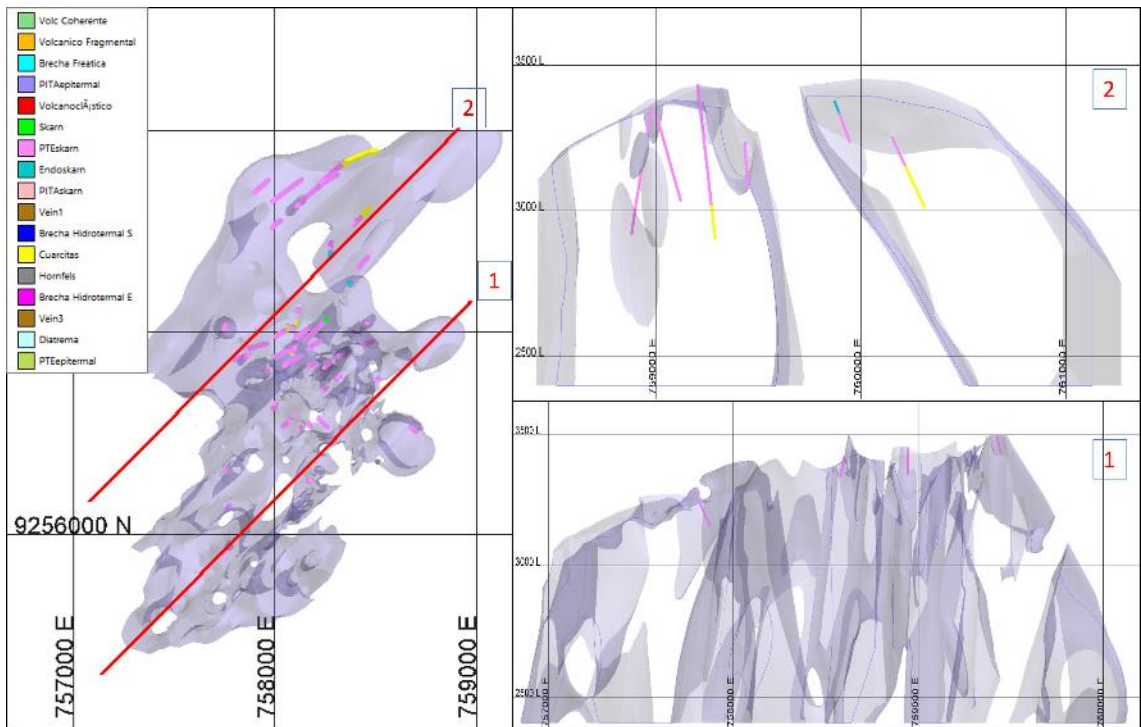 Volc Coherente
Volcanico Fragmental
Brecha Freatica
PITAepitermal
VolcanoclÃ¡stico
Skarn
PTEskarn
Endoskarn
PITAskarn
Vein1
Brecha Hidrotermal S
Cuarcitas
Hornfels
Brecha Hidrotermal E
Vein3
Diatrema
PTEepitermal
2
1
9256000 N
757000 E
758000 E
759000 E
3500 L
2
3000 L
2500 L
759000 E
760000 E
761000 E
3500 L
1
3000 L
2500 L
757000 E
758000 E
759000 E